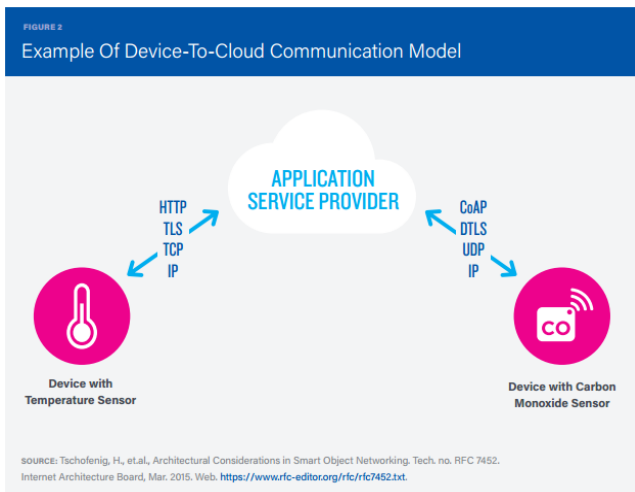 FIGURE 2
Example Of Device-To-Cloud Communication Model
APPLICATION
SERVICE PROVIDER
HTTP
TLS
TCP
IP
CoAP
DTLS
UDP
IP
CO
Device with
Temperature Sensor
Device with Carbon
Monoxide Sensor
SOURCE: Tschofenig, H., et.al., Architectural Considerations in Smart Object Networking. Tech. no. RFC 7452.
Internet Architecture Board, Mar. 2015. Web. https://www.rfc-editor.org/rfc/rfc7452.txt.